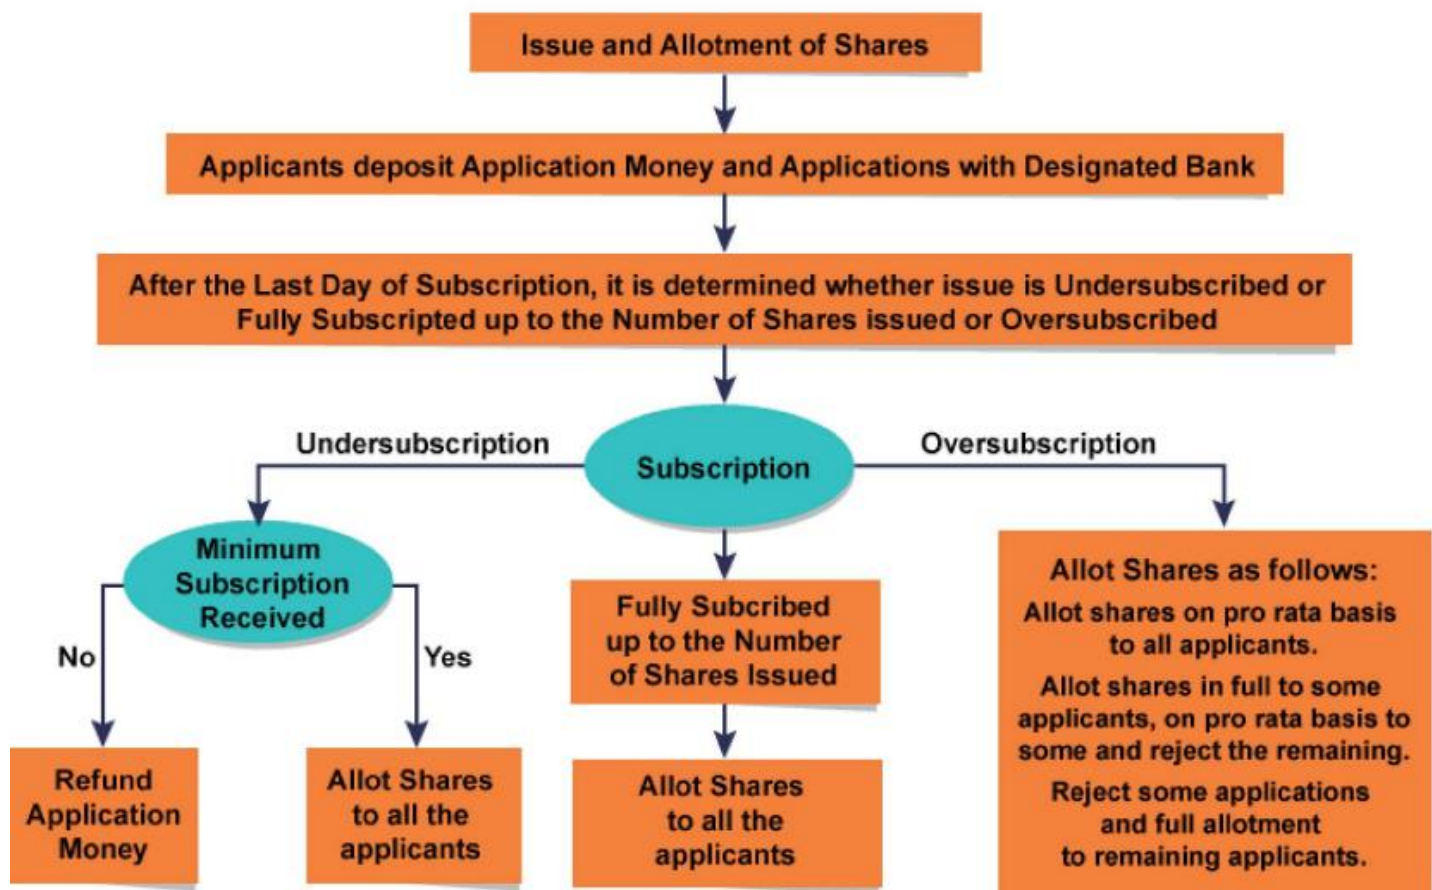 Issue and Allotment of Shares
Applicants deposit Application Money and Applications with Designated Bank
After the Last Day of Subscription, it is determined whether issue is Undersubscribed or
Fully Subscripted up to the Number of Shares issued or Oversubscribed
Undersubscription
Subscription
Oversubscription
Minimum
Subscription
Received
No
Yes
Refund
Application
Money
Allot Shares
to all the
applicants
Fully Subcribed
up to the Number
of Shares Issued
Allot Shares
to all the
applicants
Allot Shares as follows:
Allot shares on pro rata basis
to all applicants.
Allot shares in full to some
applicants, on pro rata basis to
some and reject the remaining.
Reject some applications
and full allotment
to remaining applicants.